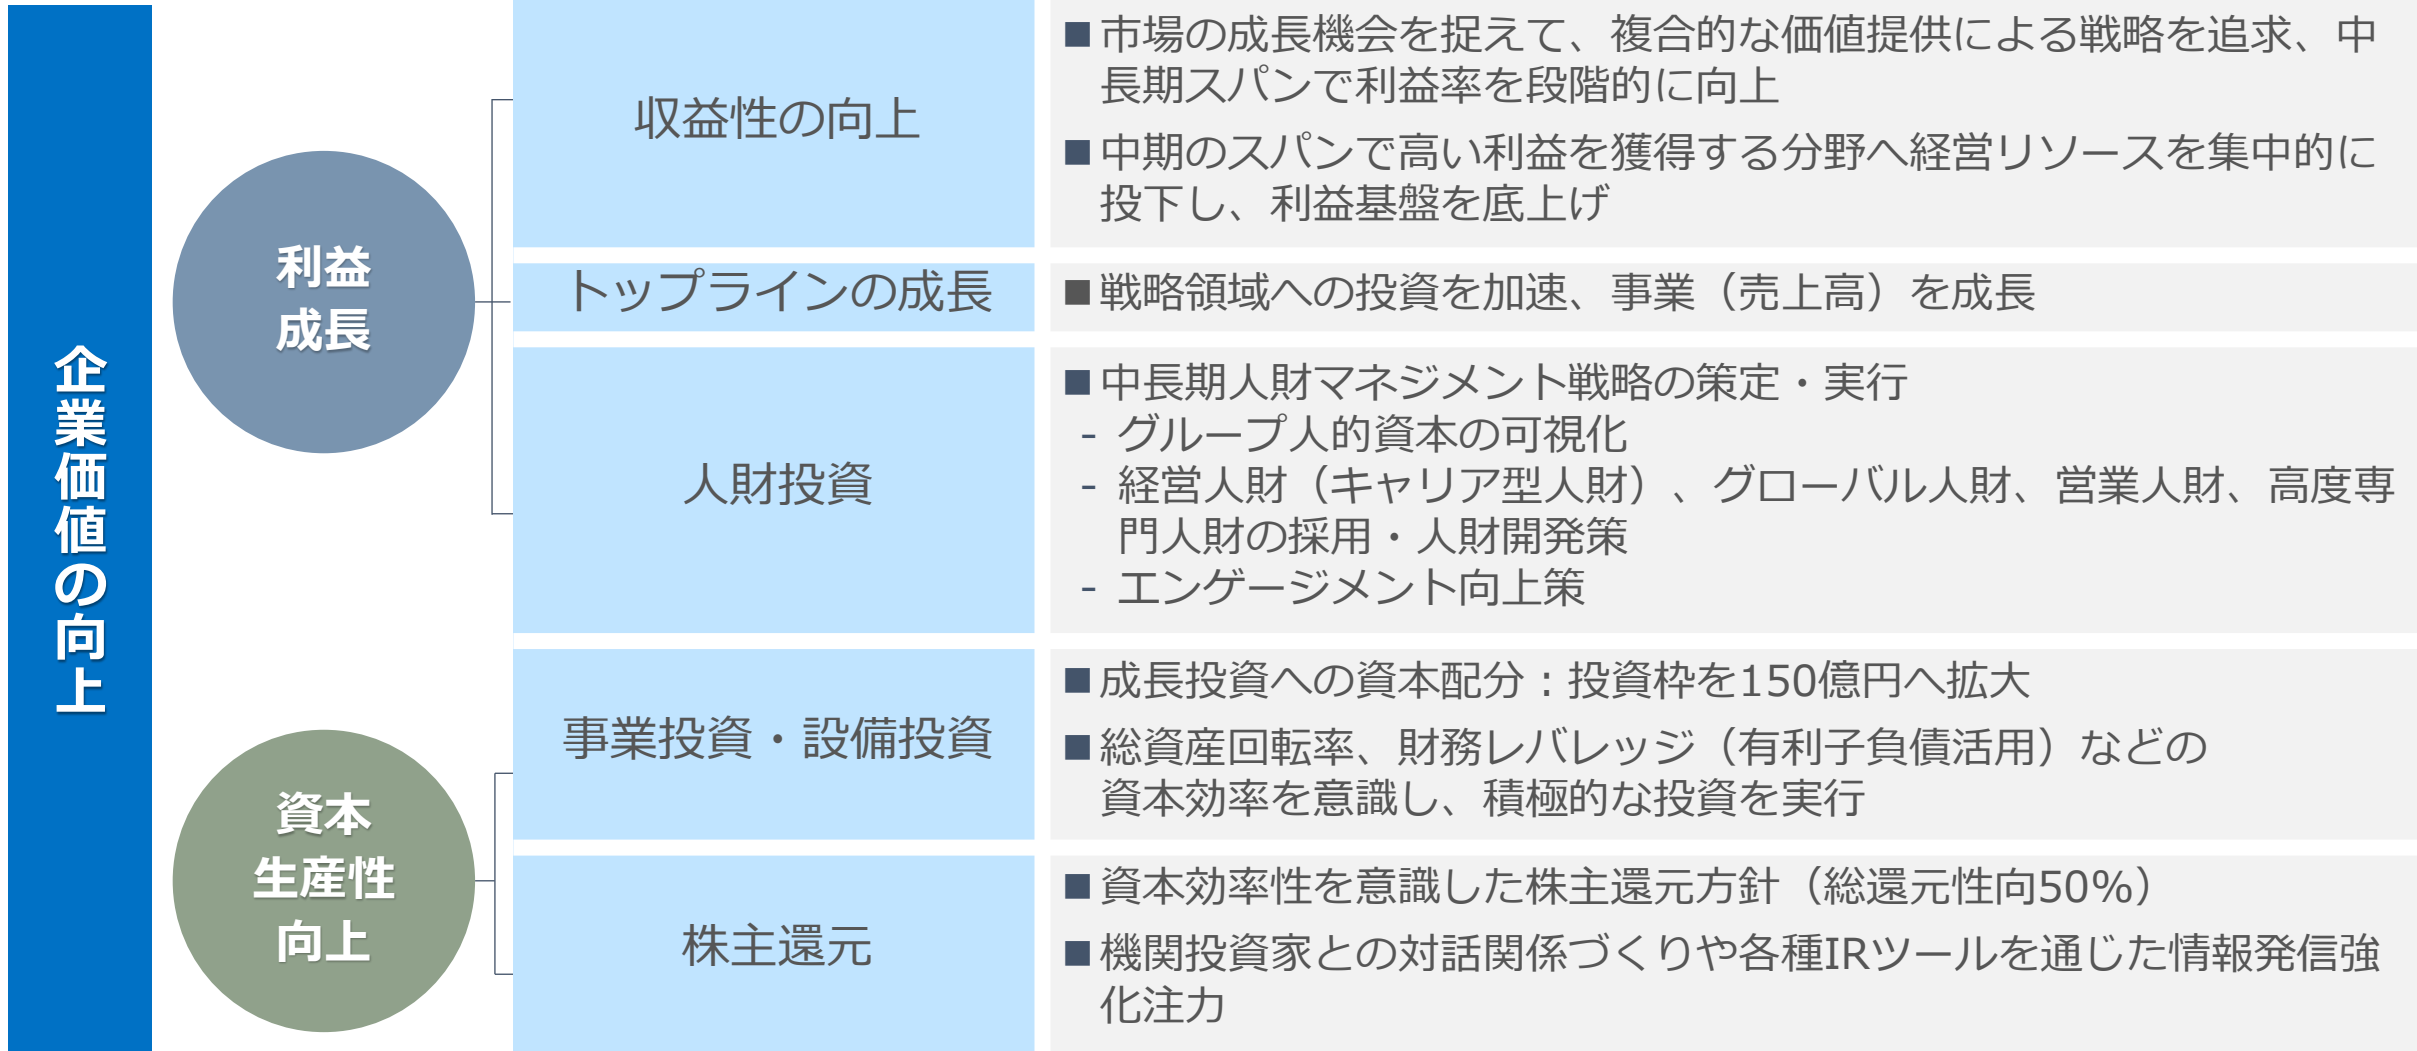 企業価値の向上
利益
成長
収益性の向上
■市場の成長機会を捉えて、複合的な価値提供による戦略を追求、中
長期スパンで利益率を段階的に向上
■中期のスパンで高い利益を獲得する分野へ経営リソースを集中的に
投下し、利益基盤を底上げ
トップラインの成長
■戦略領域への投資を加速、事業（売上高）を成長
人財投資
■中長期人財マネジメント戦略の策定・実行
- グループ人的資本の可視化
- 経営人財（キャリア型人財）、グローバル人財、営業人財、高度専
門人財の採用・人財開発策
- エンゲージメント向上策
資本
生産性
向上
事業投資・設備投資
■成長投資への資本配分：投資枠を150億円へ拡大
■総資産回転率、財務レバレッジ（有利子負債活用）などの
資本効率を意識し、積極的な投資を実行
株主還元
■資本効率性を意識した株主還元方針（総還元性向50%）
■機関投資家との対話関係づくりや各種IRツールを通じた情報発信強
化注力